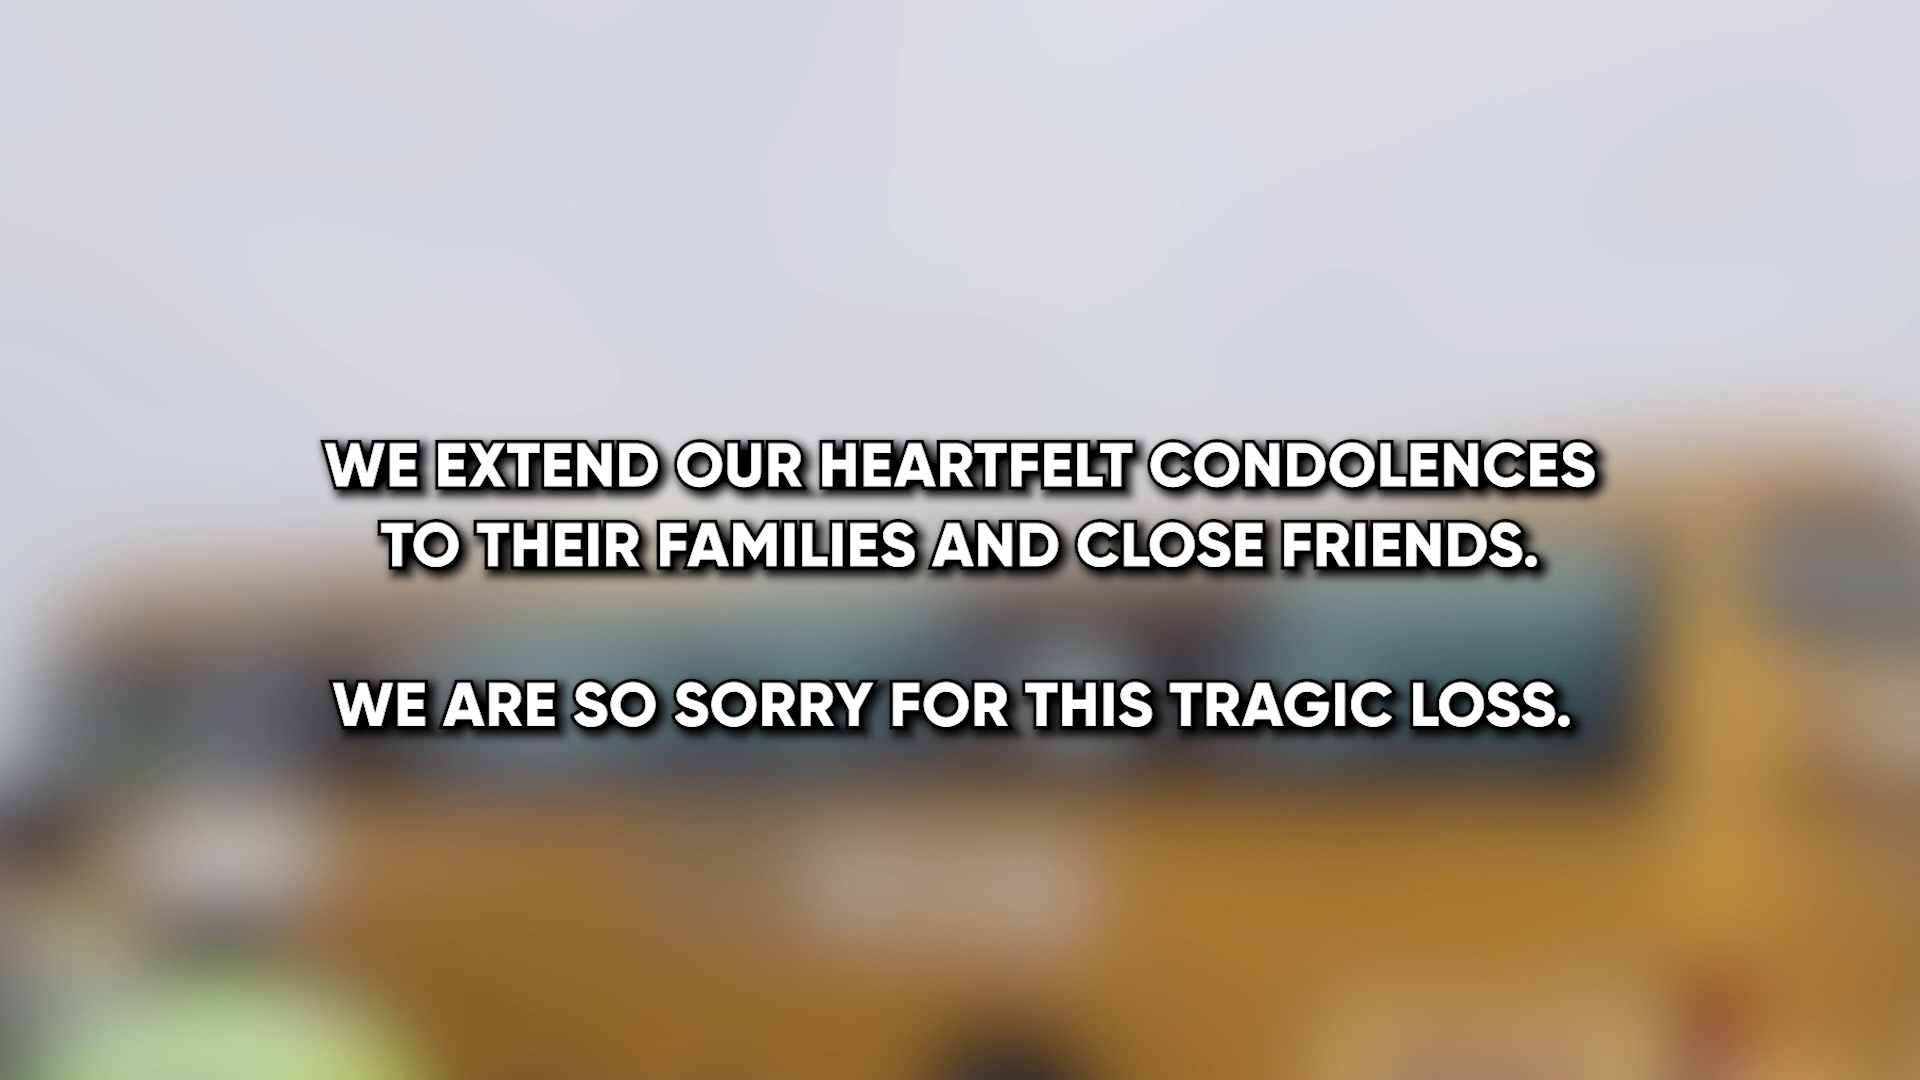 WE EXTEND OUR HEARTFELT CONDOLENCES
TO THEIR FAMILIES AND CLOSE FRIENDS.
WE ARE SO SORRY FOR THIS TRAGIC LOSS.